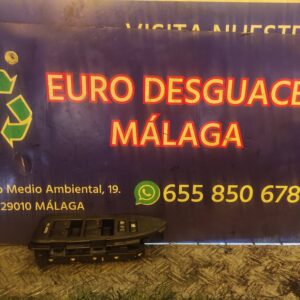 VISITA NUESTR
EURO DESGUACE
MÁLAGA
o Medio Ambiental, 19.
29010 MÁLAGA
655 850 678